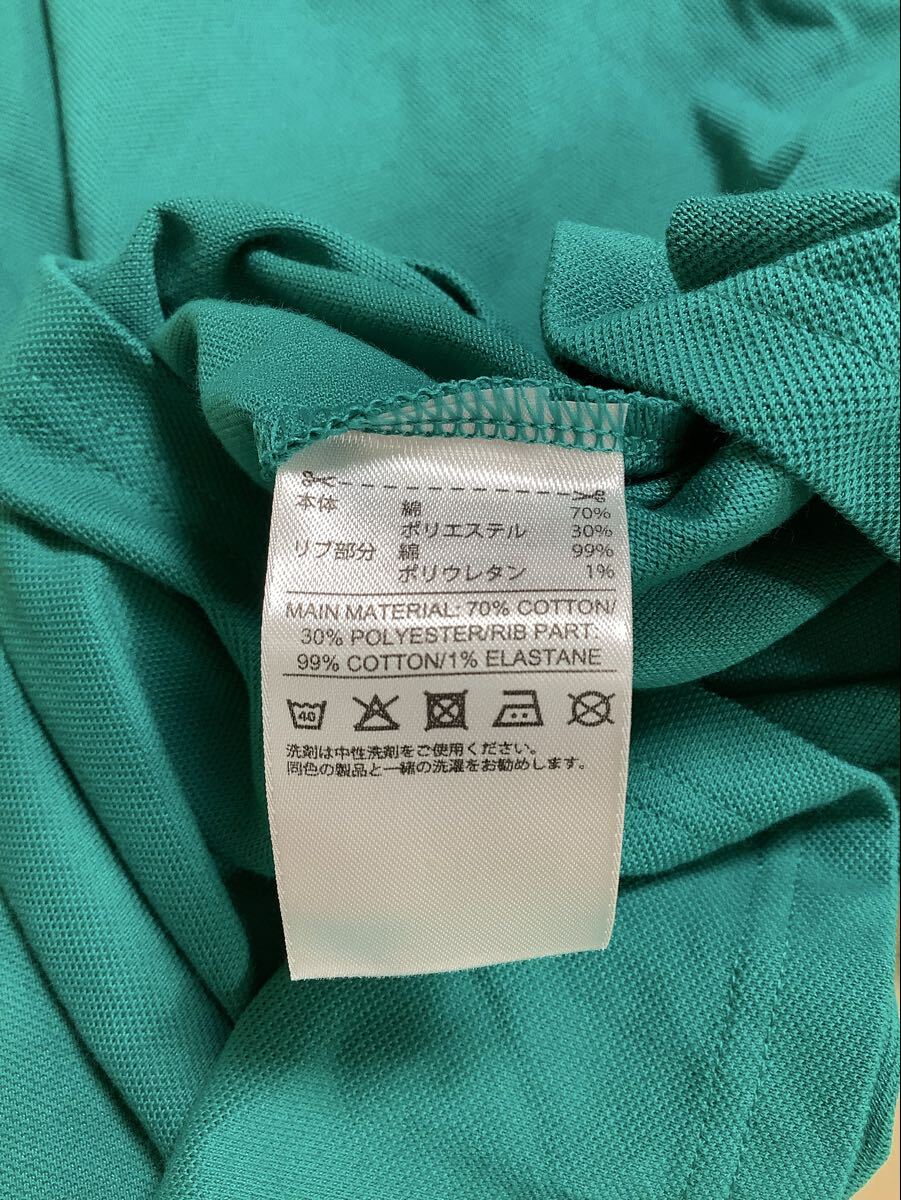 本体 綿 70%
ポリエステル 30%
リブ部分 綿 99%
ポリウレタン 1%
MAIN MATERIAL: 70% COTTON/
30% POLYESTER/RIB PART:
99% COTTON/1% ELASTANE
40
洗剤は中性洗剤をご使用ください。
同色の製品と一緒の洗濯をお勧めします。